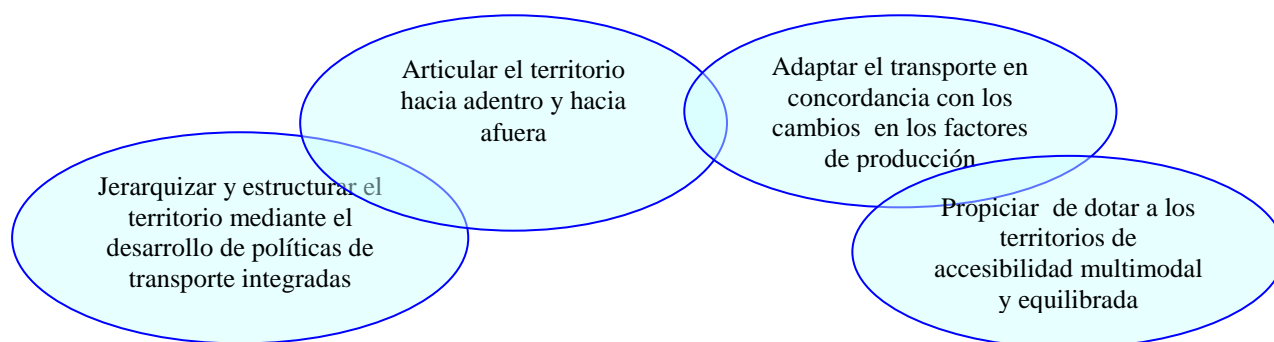 Jerarquizar y estructurar el
territorio mediante el
desarrollo de políticas de
transporte integradas
Articular el territorio
hacia adentro y hacia
afuera
Adaptar el transporte en
concordancia con los
cambios en los factores
de producción
Propiciar de dotar a los
territorios de
accesibilidad multimodal
y equilibrada